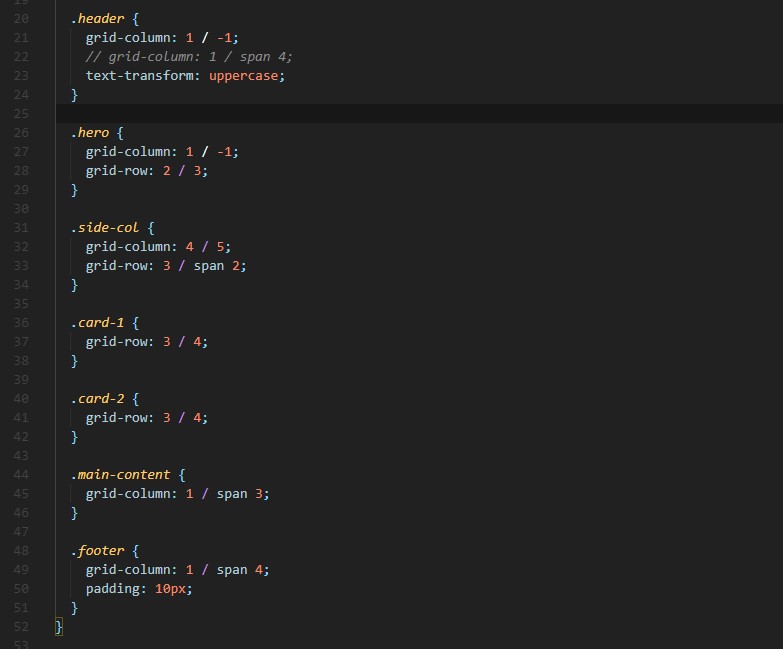 19
20 .header {
21 grid-column: 1 / -1;
22 // grid-column: 1 / span 4;
23 text-transform: uppercase;
24 }
25
26 .hero {
27 grid-column: 1 / -1;
28 grid-row: 2 / 3;
29 }
30
31 .side-col {
32 grid-column: 4 / 5;
33 grid-row: 3 / span 2;
34 }
35
36 .card-1 {
37 grid-row: 3 / 4;
38 }
39
40 .card-2 {
41 grid-row: 3 / 4;
42 }
43
44 .main-content {
45 grid-column: 1 / span 3;
46 }
47
48 .footer {
49 grid-column: 1 / span 4;
50 padding: 10px;
51 }
52 }
53